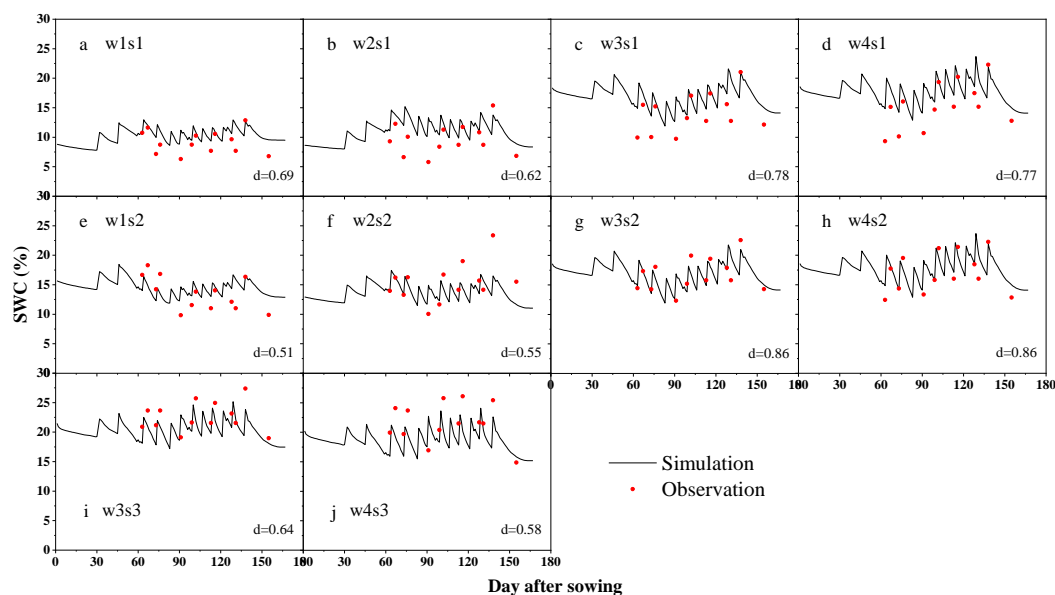 30
25
20
15
10
5
30
a w1s1
d=0.69
b w2s1
d=0.62
c w3s1
d=0.78
d w4s1
d=0.77
25
20
15
10
5
30
e w1s2
d=0.51
f w2s2
d=0.55
g w3s2
d=0.86
h w4s2
d=0.86
0 30 60 90 120 150 180
30 60 90 120 150 180
25
20
15
10
5
0
i w3s3
d=0.64
j w4s3
d=0.58
Simulation
Observation
0 30 60 90 120 150
30 60 90 120 150 180
SWC (%)
Day after sowing